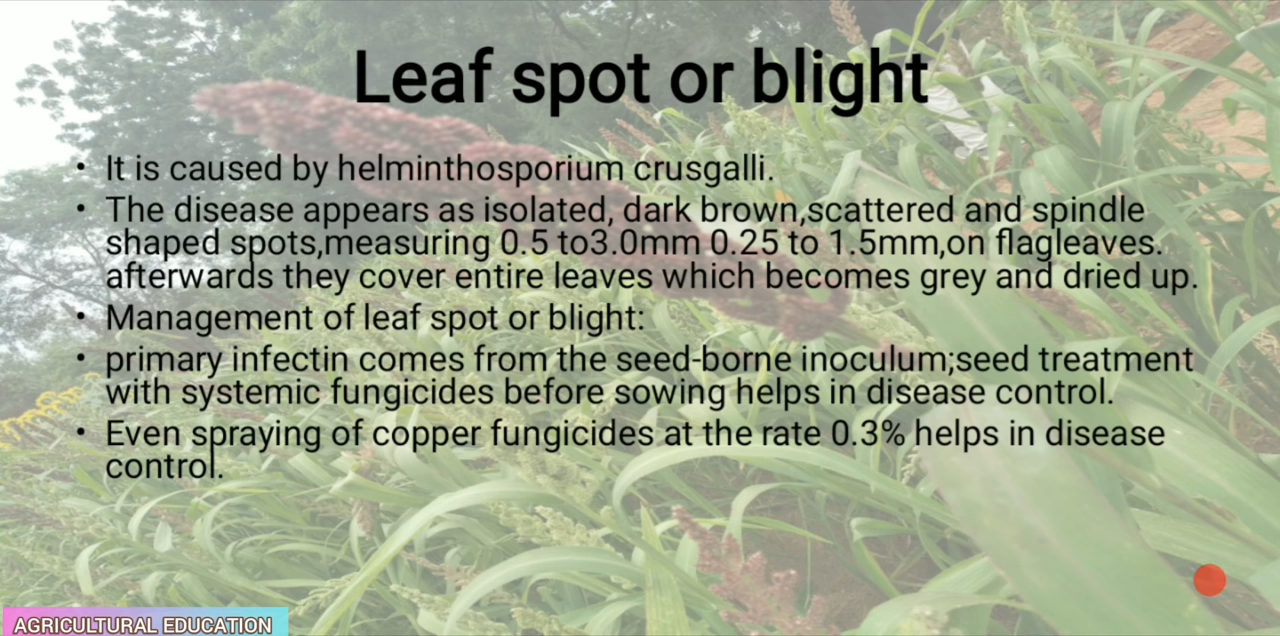 Leaf spot or blight
• It is caused by helminthosporium crusgalli.
• The disease appears as isolated, dark brown,scattered and spindle
shaped spots,measuring 0.5 to3.0mm 0.25 to 1.5mm,on flagleaves.
afterwards they cover entire leaves which becomes grey and dried up.
• Management of leaf spot or blight:
• primary infectin comes from the seed-borne inoculum;seed treatment
with systemic fungicides before sowing helps in disease control.
• Even spraying of copper fungicides at the rate 0.3% helps in disease
control.
AGRICULTURAL EDUCATION